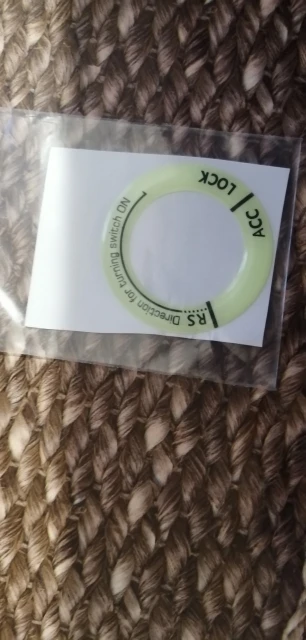 LOCK
ACC
RS
Direction for turning switch ON